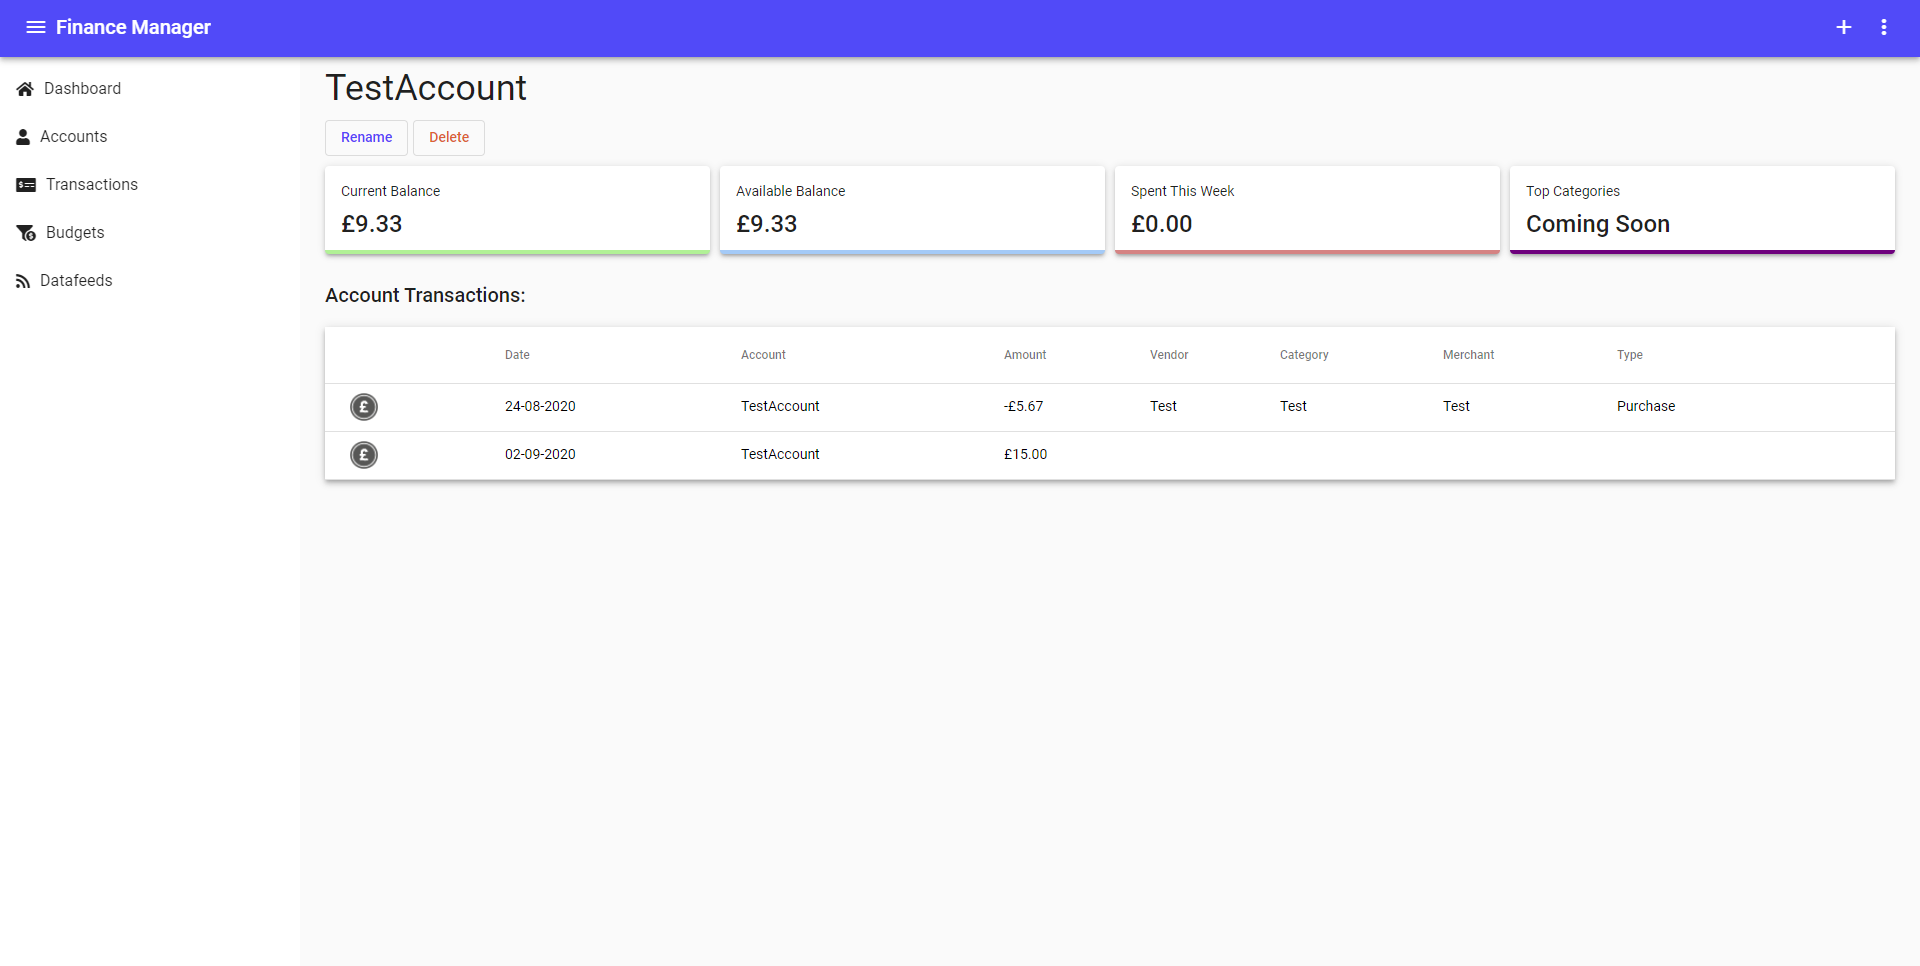 Finance Manager
Dashboard
Accounts
Transactions
Budgets
Datafeeds
TestAccount
Rename Delete
Current Balance
£9.33
Available Balance
£9.33
Spent This Week
£0.00
Top Categories
Coming Soon
Account Transactions:
Date Account Amount Vendor Category Merchant Type
£ 24-08-2020 TestAccount -£5.67 Test Test Test Purchase
£ 02-09-2020 TestAccount £15.00